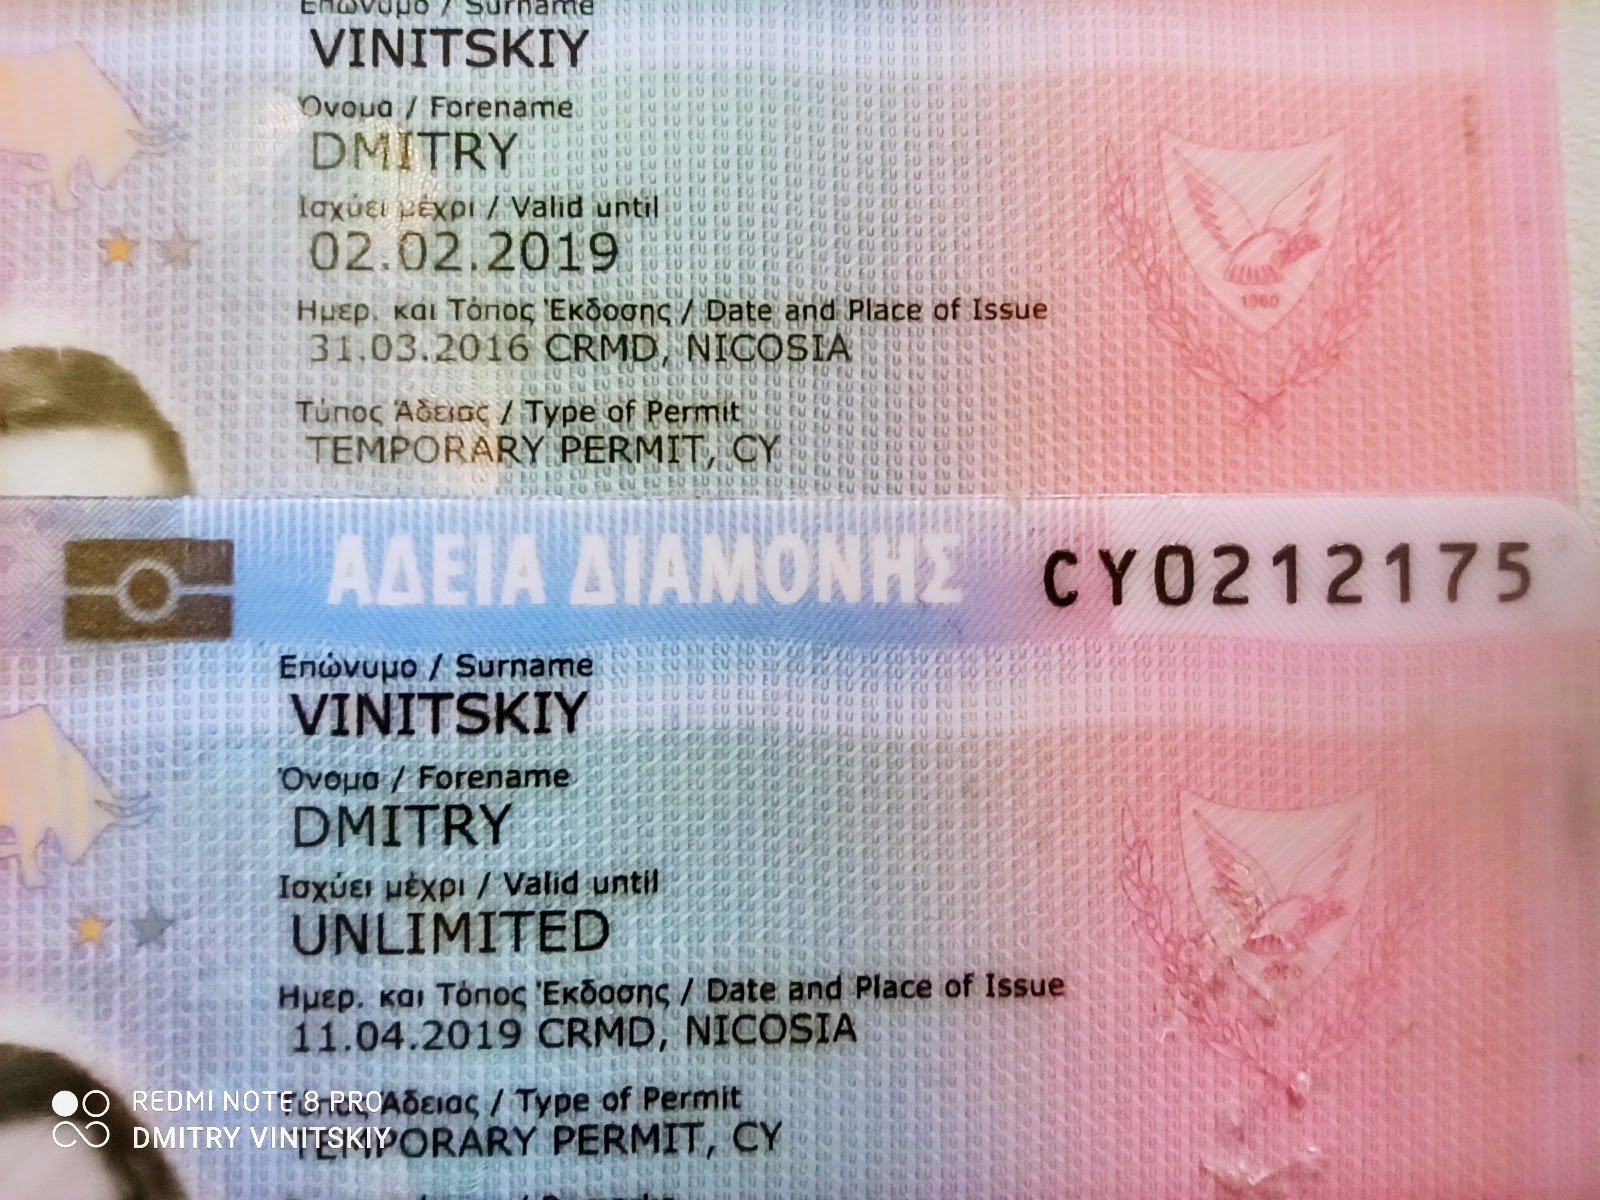 Επώνυμο / Surname
VINITSKIY
Όνομα / Forename
DMITRY
Ισχύει μέχρι / Valid until
02.02.2019
Ημερ. και Τόπος Έκδοσης / Date and Place of Issue
31.03.2016 CRMD, NICOSIA
Τύπος Άδειας / Type of Permit
TEMPORARY PERMIT, CY
1960
ΑΔΕΙΑ ΔΙΑΜΟΝΗΣ CY0212175
Επώνυμο / Surname
VINITSKIY
Όνομα / Forename
DMITRY
Ισχύει μέχρι / Valid until
UNLIMITED
Ημερ. και Τόπος Έκδοσης / Date and Place of Issue
11.04.2019 CRMD, NICOSIA
Τύπος Άδειας / Type of Permit
TEMPORARY PERMIT, CY
REDMI NOTE 8 PRO
DMITRY VINITSKIY